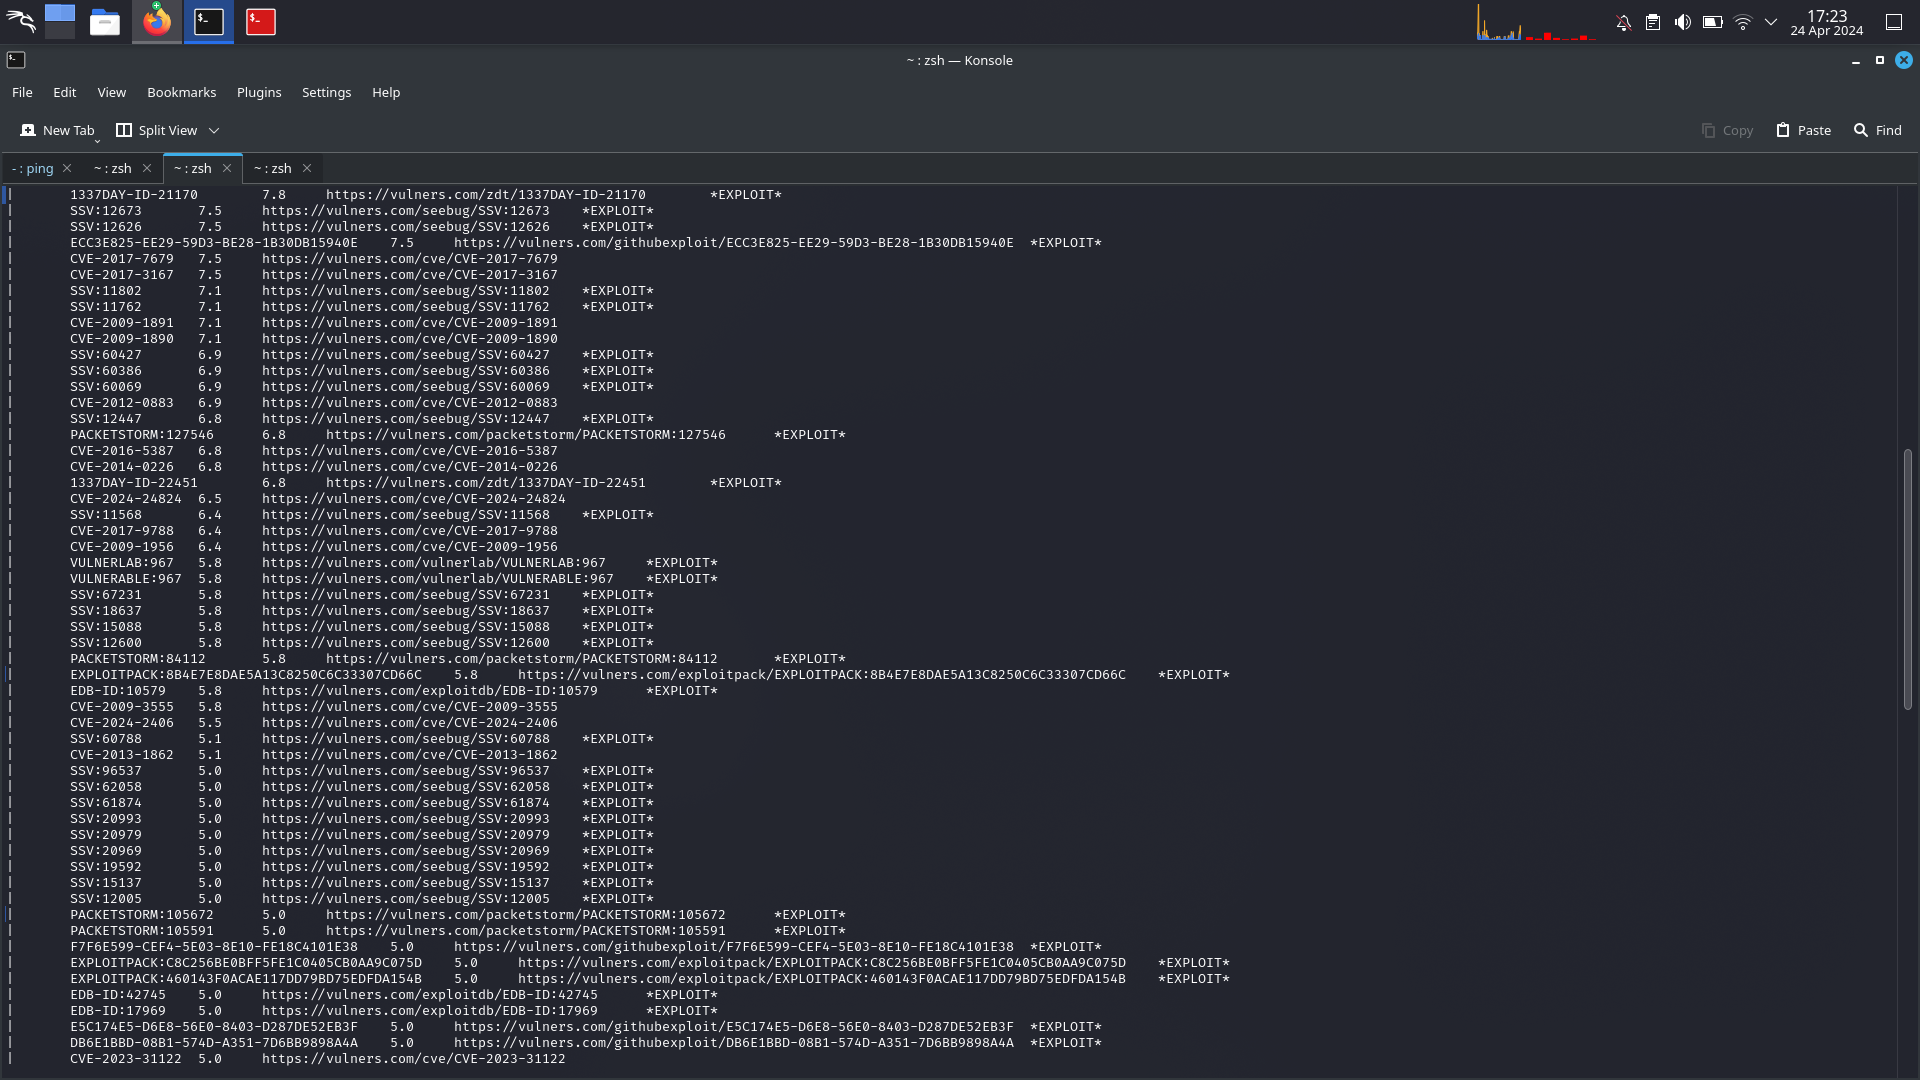 17:23
24 Apr 2024
~ : zsh — Konsole
File Edit View Bookmarks Plugins Settings Help
New Tab Split View Copy Paste Find
- : ping ~ : zsh ~ : zsh ~ : zsh
| 1337DAY-ID-21170 7.8 https://vulners.com/zdt/1337DAY-ID-21170 *EXPLOIT*
| SSV:12673 7.5 https://vulners.com/seebug/SSV:12673 *EXPLOIT*
| SSV:12626 7.5 https://vulners.com/seebug/SSV:12626 *EXPLOIT*
| ECC3E825-EE29-59D3-BE28-1B30DB15940E 7.5 https://vulners.com/githubexploit/ECC3E825-EE29-59D3-BE28-1B30DB15940E *EXPLOIT*
| CVE-2017-7679 7.5 https://vulners.com/cve/CVE-2017-7679
| CVE-2017-3167 7.5 https://vulners.com/cve/CVE-2017-3167
| SSV:11802 7.1 https://vulners.com/seebug/SSV:11802 *EXPLOIT*
| SSV:11762 7.1 https://vulners.com/seebug/SSV:11762 *EXPLOIT*
| CVE-2009-1891 7.1 https://vulners.com/cve/CVE-2009-1891
| CVE-2009-1890 7.1 https://vulners.com/cve/CVE-2009-1890
| SSV:60427 6.9 https://vulners.com/seebug/SSV:60427 *EXPLOIT*
| SSV:60386 6.9 https://vulners.com/seebug/SSV:60386 *EXPLOIT*
| SSV:60069 6.9 https://vulners.com/seebug/SSV:60069 *EXPLOIT*
| CVE-2012-0883 6.9 https://vulners.com/cve/CVE-2012-0883
| SSV:12447 6.8 https://vulners.com/seebug/SSV:12447 *EXPLOIT*
| PACKETSTORM:127546 6.8 https://vulners.com/packetstorm/PACKETSTORM:127546 *EXPLOIT*
| CVE-2016-5387 6.8 https://vulners.com/cve/CVE-2016-5387
| CVE-2014-0226 6.8 https://vulners.com/cve/CVE-2014-0226
| 1337DAY-ID-22451 6.8 https://vulners.com/zdt/1337DAY-ID-22451 *EXPLOIT*
| CVE-2024-24824 6.5 https://vulners.com/cve/CVE-2024-24824
| SSV:11568 6.4 https://vulners.com/seebug/SSV:11568 *EXPLOIT*
| CVE-2017-9788 6.4 https://vulners.com/cve/CVE-2017-9788
| CVE-2009-1956 6.4 https://vulners.com/cve/CVE-2009-1956
| VULNERLAB:967 5.8 https://vulners.com/vulnerlab/VULNERLAB:967 *EXPLOIT*
| VULNERABLE:967 5.8 https://vulners.com/vulnerlab/VULNERABLE:967 *EXPLOIT*
| SSV:67231 5.8 https://vulners.com/seebug/SSV:67231 *EXPLOIT*
| SSV:18637 5.8 https://vulners.com/seebug/SSV:18637 *EXPLOIT*
| SSV:15088 5.8 https://vulners.com/seebug/SSV:15088 *EXPLOIT*
| SSV:12600 5.8 https://vulners.com/seebug/SSV:12600 *EXPLOIT*
| PACKETSTORM:84112 5.8 https://vulners.com/packetstorm/PACKETSTORM:84112 *EXPLOIT*
| EXPLOITPACK:8B4E7E8DAE5A13C8250C6C33307CD66C 5.8 https://vulners.com/exploitpack/EXPLOITPACK:8B4E7E8DAE5A13C8250C6C33307CD66C *EXPLOIT*
| EDB-ID:10579 5.8 https://vulners.com/exploitdb/EDB-ID:10579 *EXPLOIT*
| CVE-2009-3555 5.8 https://vulners.com/cve/CVE-2009-3555
| CVE-2024-2406 5.5 https://vulners.com/cve/CVE-2024-2406
| SSV:60788 5.1 https://vulners.com/seebug/SSV:60788 *EXPLOIT*
| CVE-2013-1862 5.1 https://vulners.com/cve/CVE-2013-1862
| SSV:96537 5.0 https://vulners.com/seebug/SSV:96537 *EXPLOIT*
| SSV:62058 5.0 https://vulners.com/seebug/SSV:62058 *EXPLOIT*
| SSV:61874 5.0 https://vulners.com/seebug/SSV:61874 *EXPLOIT*
| SSV:20993 5.0 https://vulners.com/seebug/SSV:20993 *EXPLOIT*
| SSV:20979 5.0 https://vulners.com/seebug/SSV:20979 *EXPLOIT*
| SSV:20969 5.0 https://vulners.com/seebug/SSV:20969 *EXPLOIT*
| SSV:19592 5.0 https://vulners.com/seebug/SSV:19592 *EXPLOIT*
| SSV:15137 5.0 https://vulners.com/seebug/SSV:15137 *EXPLOIT*
| SSV:12005 5.0 https://vulners.com/seebug/SSV:12005 *EXPLOIT*
| PACKETSTORM:105672 5.0 https://vulners.com/packetstorm/PACKETSTORM:105672 *EXPLOIT*
| PACKETSTORM:105591 5.0 https://vulners.com/packetstorm/PACKETSTORM:105591 *EXPLOIT*
| F7F6E599-CEF4-5E03-8E10-FE18C4101E38 5.0 https://vulners.com/githubexploit/F7F6E599-CEF4-5E03-8E10-FE18C4101E38 *EXPLOIT*
| EXPLOITPACK:C8C256BE0BFF5FE1C0405CB0AA9C075D 5.0 https://vulners.com/exploitpack/EXPLOITPACK:C8C256BE0BFF5FE1C0405CB0AA9C075D *EXPLOIT*
| EXPLOITPACK:460143F0ACAE117DD79BD75EDFDA154B 5.0 https://vulners.com/exploitpack/EXPLOITPACK:460143F0ACAE117DD79BD75EDFDA154B *EXPLOIT*
| EDB-ID:42745 5.0 https://vulners.com/exploitdb/EDB-ID:42745 *EXPLOIT*
| EDB-ID:17969 5.0 https://vulners.com/exploitdb/EDB-ID:17969 *EXPLOIT*
| E5C174E5-D6E8-56E0-8403-D287DE52EB3F 5.0 https://vulners.com/githubexploit/E5C174E5-D6E8-56E0-8403-D287DE52EB3F *EXPLOIT*
| DB6E1BBD-08B1-574D-A351-7D6BB9898A4A 5.0 https://vulners.com/githubexploit/DB6E1BBD-08B1-574D-A351-7D6BB9898A4A *EXPLOIT*
| CVE-2023-31122 5.0 https://vulners.com/cve/CVE-2023-31122